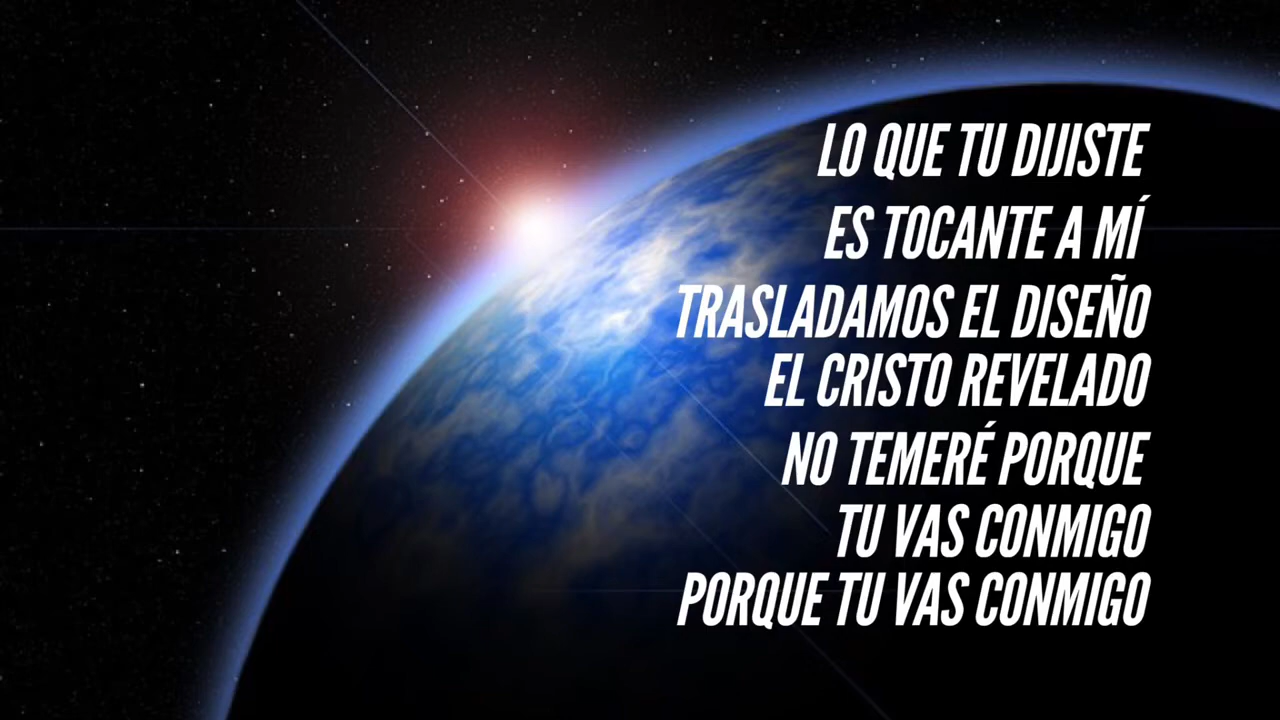 LO QUE TU DIJISTE
ES TOCANTE A MÍ
TRASLADAMOS EL DISEÑO
EL CRISTO REVELADO
NO TEMERÉ PORQUE
TU VAS CONMIGO
PORQUE TU VAS CONMIGO